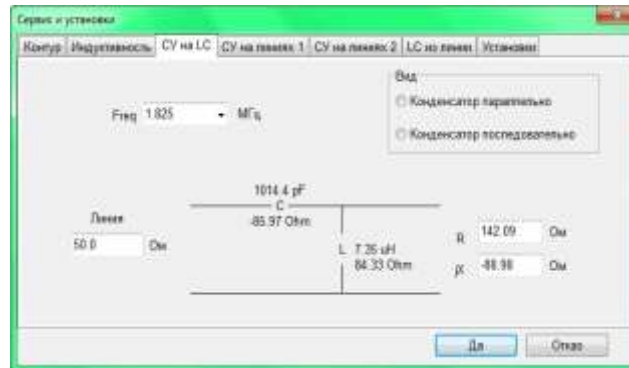 Сервис и установки
Контур Индуктивность СУ на LC СУ на линиях 1 СУ на линиях 2 LC из линии Установки
Вид
Freq 1.825 МГц
Конденсатор параллельно
Конденсатор последовательно
1014.4 pF
C
-85.97 Ohm
Линия
50.0 Ом
L 7.35 uH
84.33 Ohm
R 142.09 Ом
jX -88.98 Ом
Да Отказ